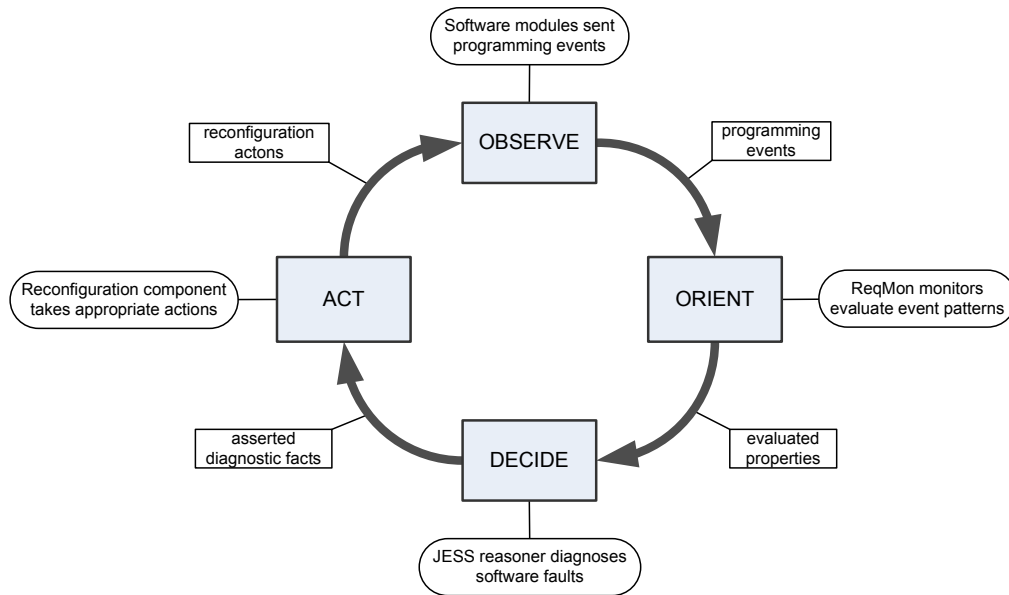 Software modules sent
programming events
OBSERVE
reconfiguration
actons
programming
events
Reconfiguration component
takes appropriate actions
ACT
ORIENT
ReqMon monitors
evaluate event patterns
asserted
diagnostic facts
DECIDE
evaluated
properties
JESS reasoner diagnoses
software faults